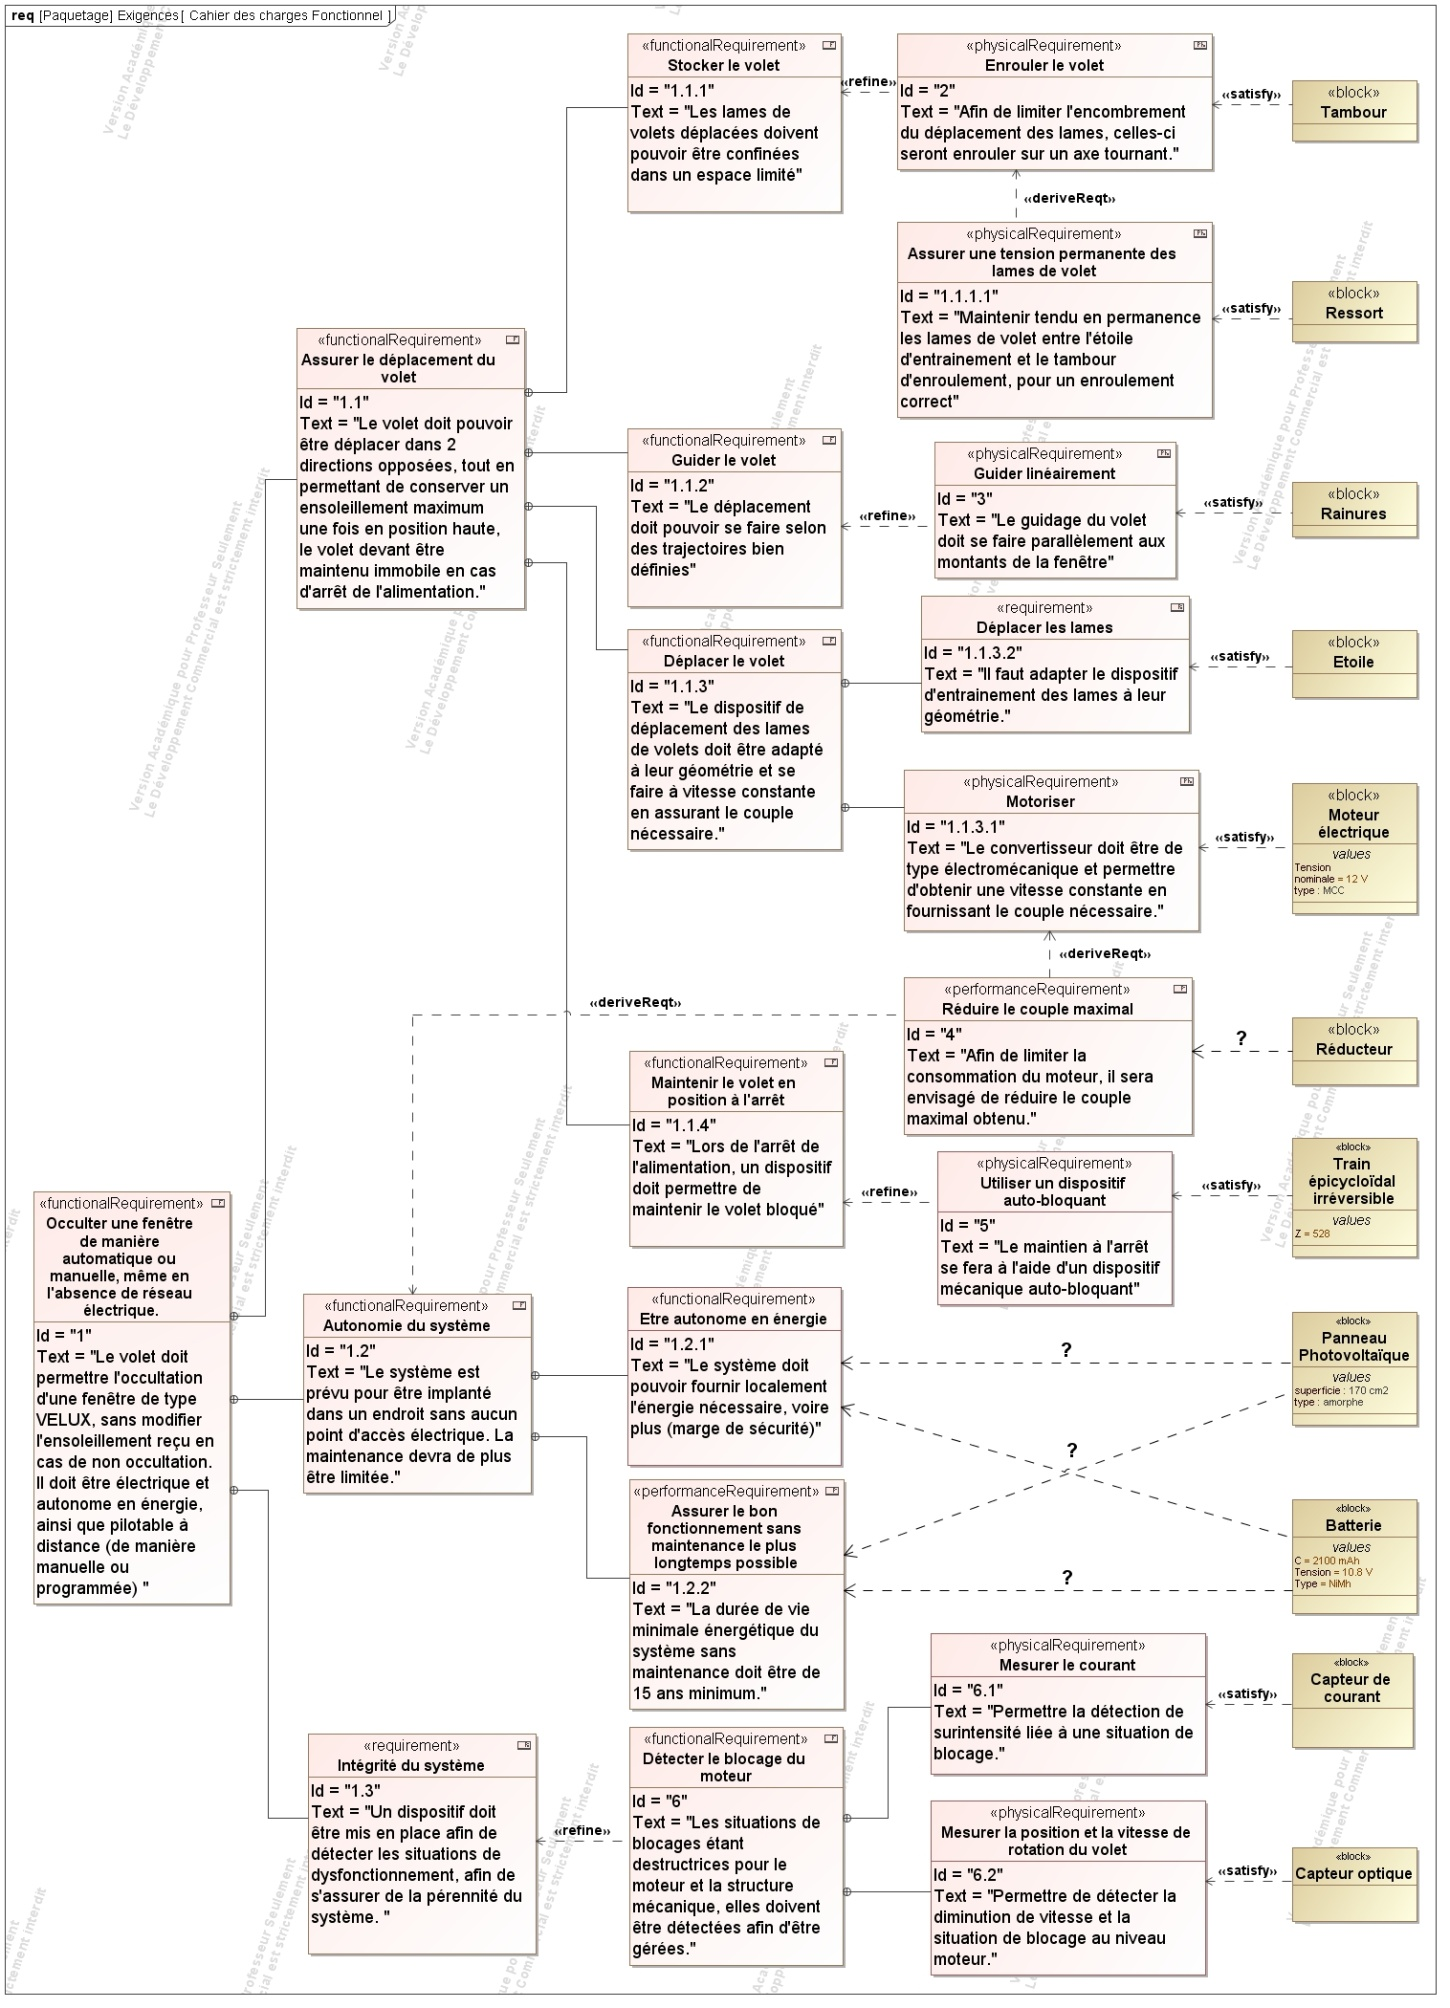 req [Paquetage] Exigences[ Cahier des charges Fonctionnel ]
«functionalRequirement»
Stocker le volet
Id = "1.1.1"
Text = "Les lames de
volets déplacées doivent
pouvoir être confinées
dans un espace limité"
«refine»
«physicalRequirement»
Enrouler le volet
Id = "2"
Text = "Afin de limiter l'encombrement
du déplacement des lames, celles-ci
seront enrouler sur un axe tournant."
«satisfy»
«block»
Tambour
«deriveReqt»
«physicalRequirement»
Assurer une tension permanente des
lames de volet
Id = "1.1.1.1"
Text = "Maintenir tendu en permanence
les lames de volet entre l'étoile
d'entrainement et le tambour
d'enroulement, pour un enroulement
correct"
«satisfy»
«block»
Ressort
«functionalRequirement»
Assurer le déplacement du
volet
Id = "1.1"
Text = "Le volet doit pouvoir
être déplacer dans 2
directions opposées, tout en
permettant de conserver un
ensoleillement maximum
une fois en position haute,
le volet devant être
maintenu immobile en cas
d'arrêt de l'alimentation."
«functionalRequirement»
Guider le volet
Id = "1.1.2"
Text = "Le déplacement
doit pouvoir se faire selon
des trajectoires bien
définies"
«refine»
«physicalRequirement»
Guider linéairement
Id = "3"
Text = "Le guidage du volet
doit se faire parallèlement aux
montants de la fenêtre"
«satisfy»
«block»
Rainures
«functionalRequirement»
Déplacer le volet
Id = "1.1.3"
Text = "Le dispositif de
déplacement des lames
de volets doit être adapté
à leur géométrie et se
faire à vitesse constante
en assurant le couple
nécessaire."
«requirement»
Déplacer les lames
Id = "1.1.3.2"
Text = "Il faut adapter le dispositif
d'entrainement des lames à leur
géométrie."
«satisfy»
«block»
Etoile
«physicalRequirement»
Motoriser
Id = "1.1.3.1"
Text = "Le convertisseur doit être de
type électromécanique et permettre
d'obtenir une vitesse constante en
fournissant le couple nécessaire."
«satisfy»
«block»
Moteur
électrique
values
Tension
nominale = 12 V
type : MCC
«deriveReqt»
«deriveReqt»
«performanceRequirement»
Réduire le couple maximal
Id = "4"
Text = "Afin de limiter la
consommation du moteur, il sera
envisagé de réduire le couple
maximal obtenu."
?
«block»
Réducteur
«functionalRequirement»
Maintenir le volet en
position à l'arrêt
Id = "1.1.4"
Text = "Lors de l'arrêt de
l'alimentation, un dispositif
doit permettre de
maintenir le volet bloqué"
«refine»
«physicalRequirement»
Utiliser un dispositif
auto-bloquant
Id = "5"
Text = "Le maintien à l'arrêt
se fera à l'aide d'un dispositif
mécanique auto-bloquant"
«satisfy»
«block»
Train
épicycloïdal
irréversible
values
Z = 528
«functionalRequirement»
Occulter une fenêtre
de manière
automatique ou
manuelle, même en
l'absence de réseau
électrique.
Id = "1"
Text = "Le volet doit
permettre l'occultation
d'une fenêtre de type
VELUX, sans modifier
l'ensoleillement reçu en
cas de non occultation.
Il doit être électrique et
autonome en énergie,
ainsi que pilotable à
distance (de manière
manuelle ou
programmée) "
«functionalRequirement»
Autonomie du système
Id = "1.2"
Text = "Le système est
prévu pour être implanté
dans un endroit sans aucun
point d'accès électrique. La
maintenance devra de plus
être limitée."
«functionalRequirement»
Etre autonome en énergie
Id = "1.2.1"
Text = "Le système doit
pouvoir fournir localement
l'énergie nécessaire, voire
plus (marge de sécurité)"
?
«block»
Panneau
Photovoltaïque
values
superficie : 170 cm2
type : amorphe
?
«performanceRequirement»
Assurer le bon
fonctionnement sans
maintenance le plus
longtemps possible
Id = "1.2.2"
Text = "La durée de vie
minimale énergétique du
système sans
maintenance doit être de
15 ans minimum."
?
«block»
Batterie
values
C = 2100 mAh
Tension = 10.8 V
Type = NiMh
«physicalRequirement»
Mesurer le courant
Id = "6.1"
Text = "Permettre la détection de
surintensité liée à une situation de
blocage."
«satisfy»
«block»
Capteur de
courant
«requirement»
Intégrité du système
Id = "1.3"
Text = "Un dispositif doit
être mis en place afin de
détecter les situations de
dysfonctionnement, afin de
s'assurer de la pérennité du
système. "
«refine»
«functionalRequirement»
Détecter le blocage du
moteur
Id = "6"
Text = "Les situations de
blocages étant
destructrices pour le
moteur et la structure
mécanique, elles doivent
être détectées afin d'être
gérées."
«physicalRequirement»
Mesurer la position et la vitesse de
rotation du volet
Id = "6.2"
Text = "Permettre de détecter la
diminution de vitesse et la
situation de blocage au niveau
moteur."
«satisfy»
«block»
Capteur optique
Version Académique pour Professeur Seulement
Le Développement Commercial est strictement interdit